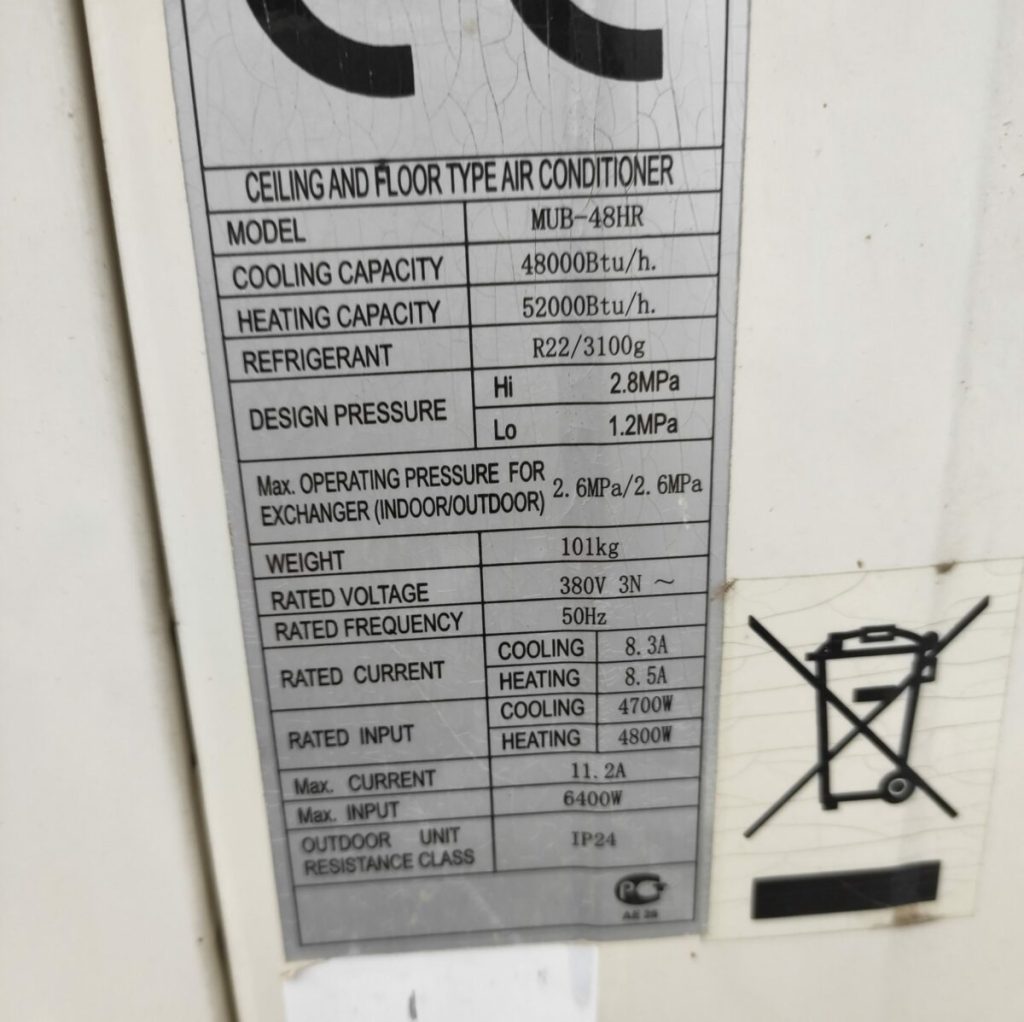 CE
CEILING AND FLOOR TYPE AIR CONDITIONER
MODEL MUB-48HR
COOLING CAPACITY 48000Btu/h.
HEATING CAPACITY 52000Btu/h.
REFRIGERANT R22/3100g
DESIGN PRESSURE Hi 2.8MPa
Lo 1.2MPa
Max. OPERATING PRESSURE FOR
EXCHANGER (INDOOR/OUTDOOR) 2.6MPa/2.6MPa
WEIGHT 101kg
RATED VOLTAGE 380V 3N ~
RATED FREQUENCY 50Hz
RATED CURRENT COOLING 8.3A
HEATING 8.5A
RATED INPUT COOLING 4700W
HEATING 4800W
Max. CURRENT 11.2A
Max. INPUT 6400W
OUTDOOR UNIT
RESISTANCE CLASS IP24